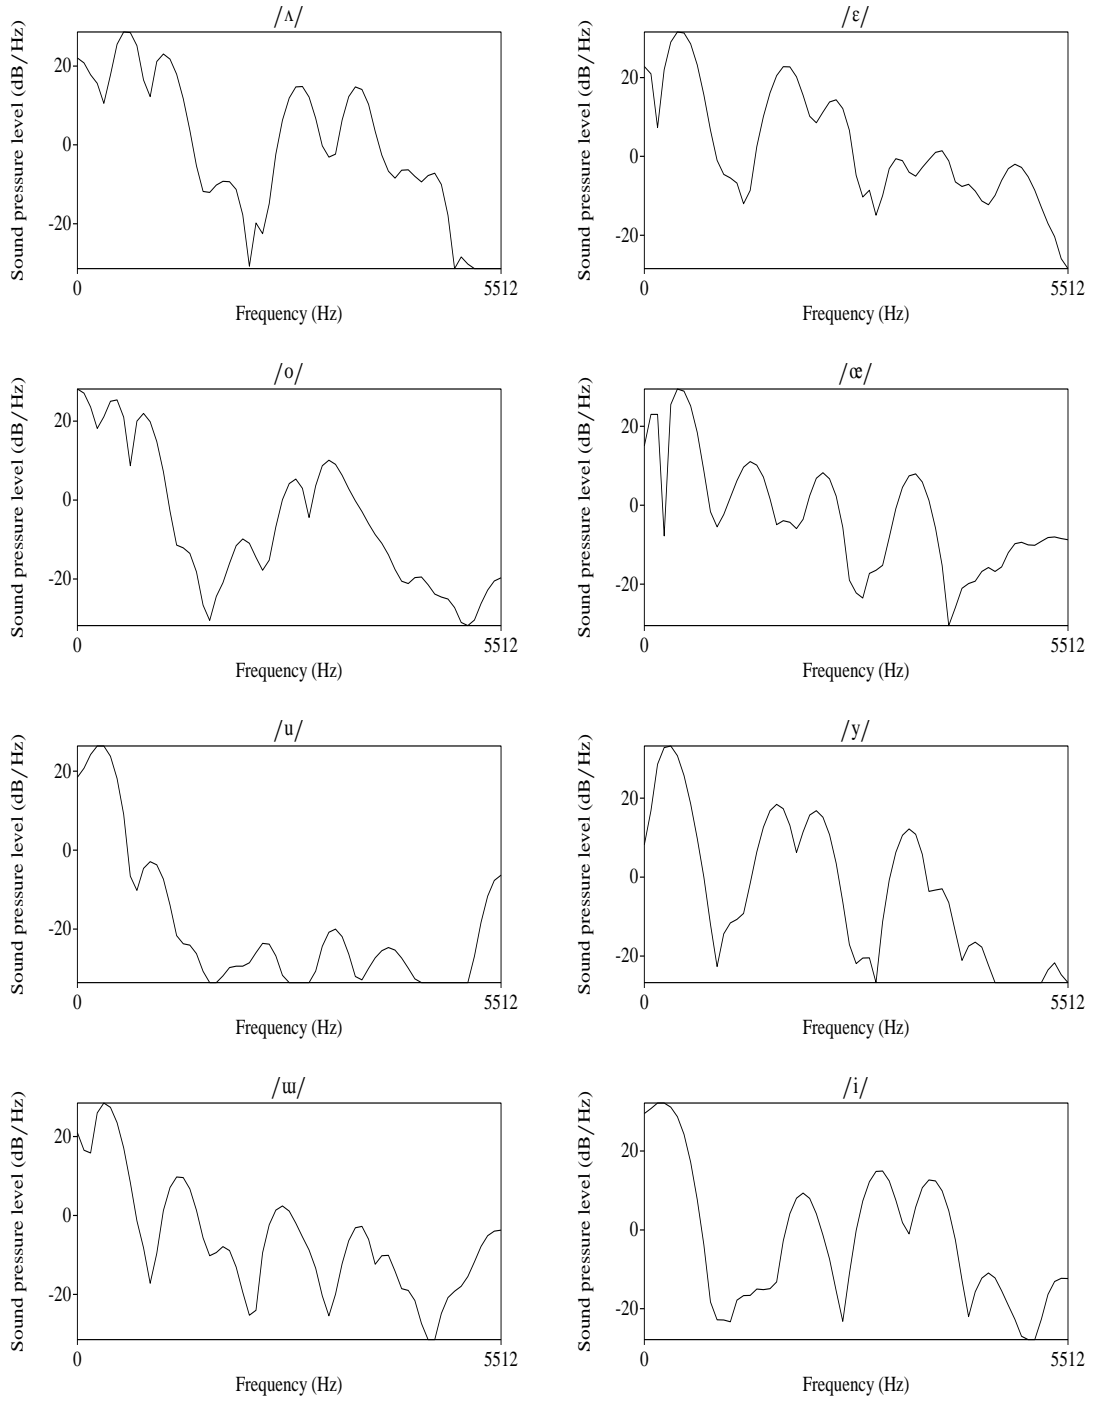 /ʌ/
Sound pressure level (dB/Hz)
20
0
-20
0
5512
Frequency (Hz)
/ɛ/
Sound pressure level (dB/Hz)
20
0
-20
0
5512
Frequency (Hz)
/o/
Sound pressure level (dB/Hz)
20
0
-20
0
5512
Frequency (Hz)
/œ/
Sound pressure level (dB/Hz)
20
0
-20
0
5512
Frequency (Hz)
/u/
Sound pressure level (dB/Hz)
20
0
-20
0
5512
Frequency (Hz)
/y/
Sound pressure level (dB/Hz)
20
0
-20
0
5512
Frequency (Hz)
/ɯ/
Sound pressure level (dB/Hz)
20
0
-20
0
5512
Frequency (Hz)
/i/
Sound pressure level (dB/Hz)
20
0
-20
0
5512
Frequency (Hz)